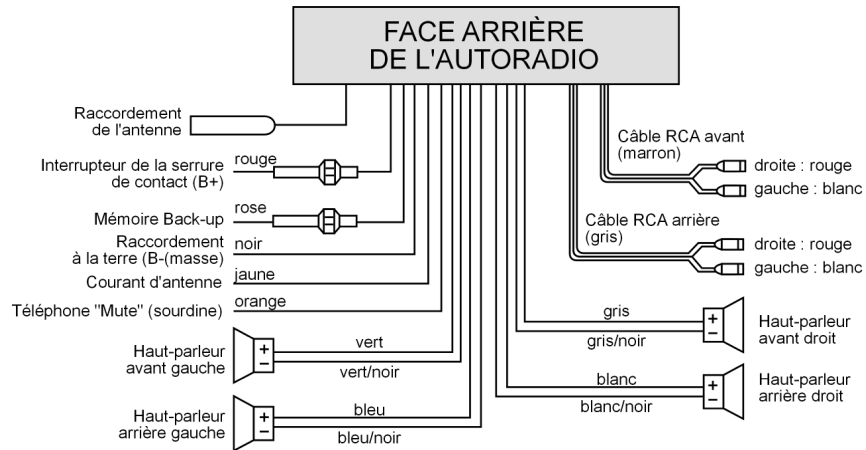 FACE ARRIÈRE
DE L'AUTORADIO
Raccordement
de l'antenne
Interrupteur de la serrure
de contact (B+)
rouge
Mémoire Back-up
rose
Raccordement
à la terre (B-(masse)
noir
Courant d'antenne
jaune
Téléphone "Mute" (sourdine)
orange
Haut-parleur
avant gauche
+
−
vert
vert/noir
Haut-parleur
arrière gauche
+
−
bleu
bleu/noir
Câble RCA avant
(marron)
droite : rouge
gauche : blanc
Câble RCA arrière
(gris)
droite : rouge
gauche : blanc
gris
gris/noir
+
−
Haut-parleur
avant droit
blanc
blanc/noir
+
−
Haut-parleur
arrière droit